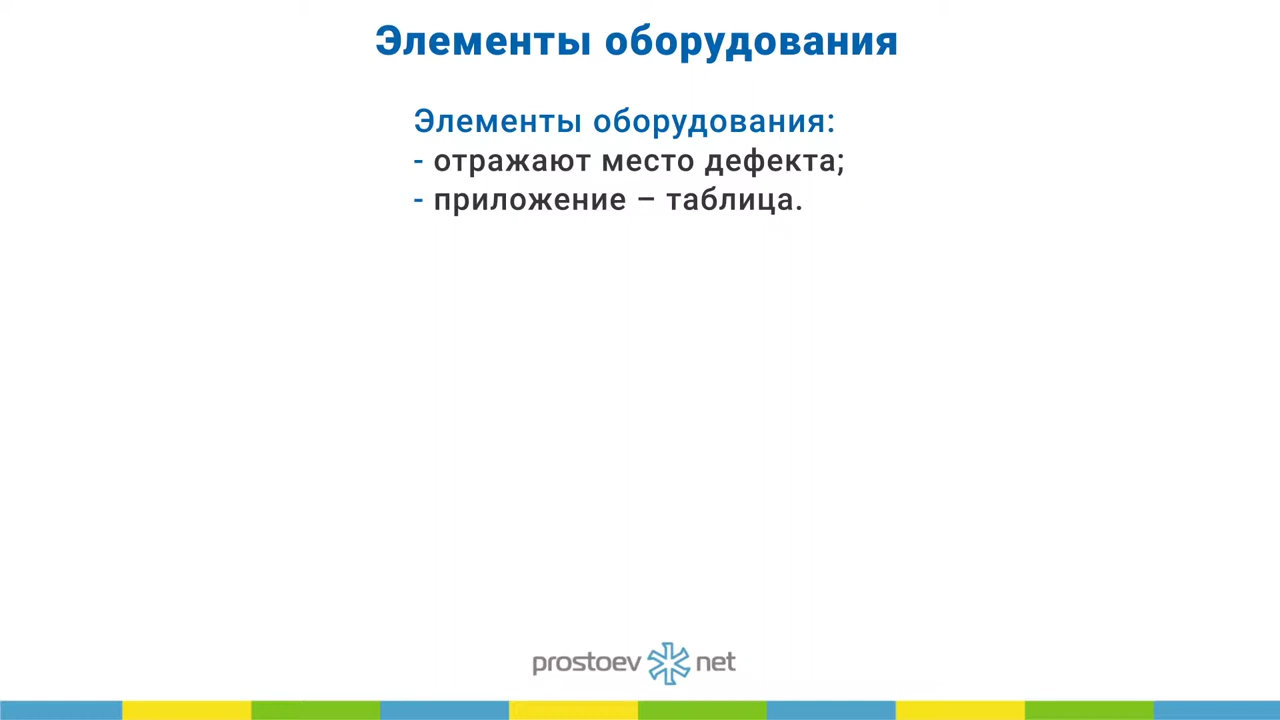 Элементы оборудования
Элементы оборудования:
- отражают место дефекта;
- приложение – таблица.
prostoev net